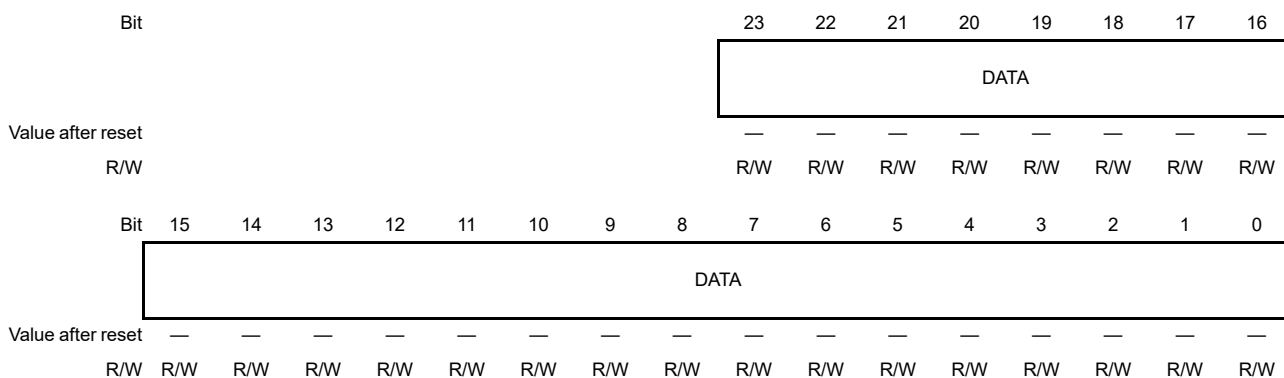 Bit 23 22 21 20 19 18 17 16
DATA
Value after reset — — — — — — — —
R/W R/W R/W R/W R/W R/W R/W R/W R/W
Bit 15 14 13 12 11 10 9 8 7 6 5 4 3 2 1 0
DATA
Value after reset — — — — — — — — — — — — — — — —
R/W R/W R/W R/W R/W R/W R/W R/W R/W R/W R/W R/W R/W R/W R/W R/W R/W